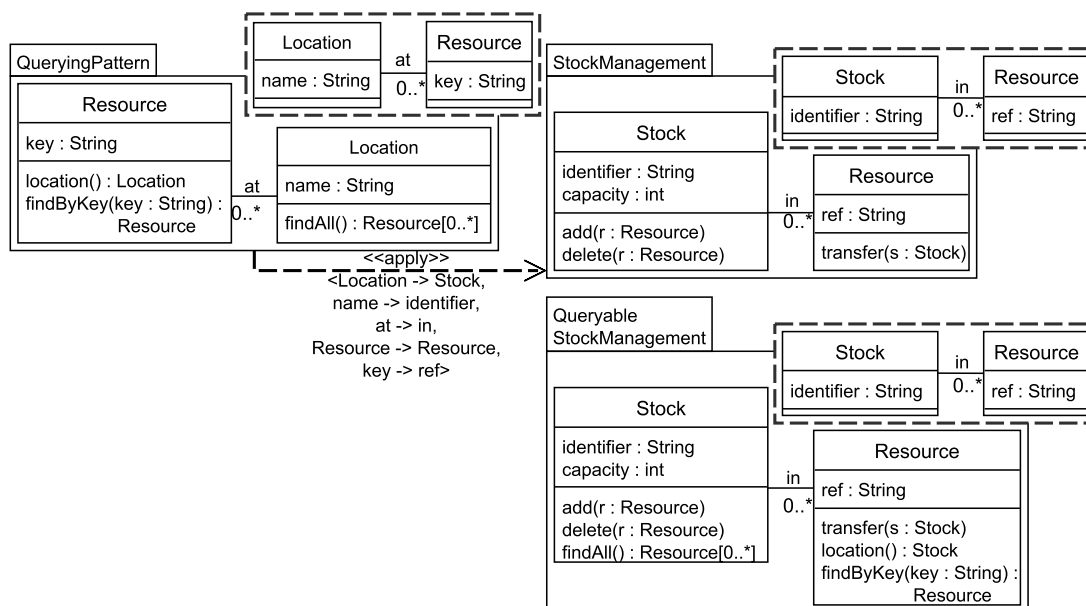 QueryingPattern
Location
name : String
at
0..*
Resource
key : String
Resource
key : String
location() : Location
findByKey(key : String) :
Resource
at
0..*
Location
name : String
findAll() : Resource[0..*]
<<apply>>
<Location -> Stock,
name -> identifier,
at -> in,
Resource -> Resource,
key -> ref>
StockManagement
Stock
identifier : String
in
0..*
Resource
ref : String
Stock
identifier : String
capacity : int
add(r : Resource)
delete(r : Resource)
in
0..*
Resource
ref : String
transfer(s : Stock)
Queryable
StockManagement
Stock
identifier : String
in
0..*
Resource
ref : String
Stock
identifier : String
capacity : int
add(r : Resource)
delete(r : Resource)
findAll() : Resource[0..*]
in
0..*
Resource
ref : String
transfer(s : Stock)
location() : Stock
findByKey(key : String) :
Resource